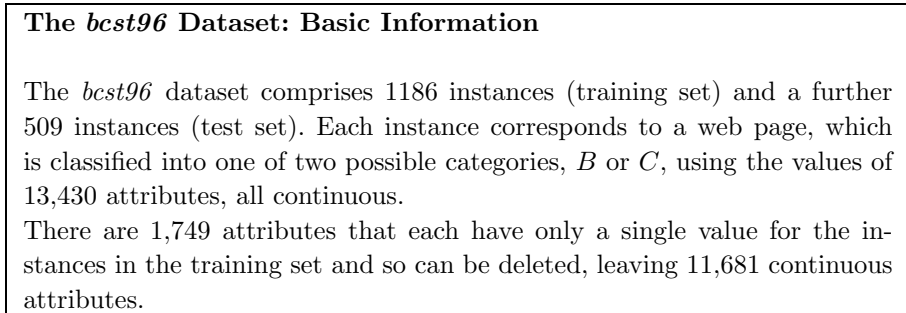 The bcst96 Dataset: Basic Information
The bcst96 dataset comprises 1186 instances (training set) and a further
509 instances (test set). Each instance corresponds to a web page, which
is classified into one of two possible categories, B or C, using the values of
13,430 attributes, all continuous.
There are 1,749 attributes that each have only a single value for the in-
stances in the training set and so can be deleted, leaving 11,681 continuous
attributes.